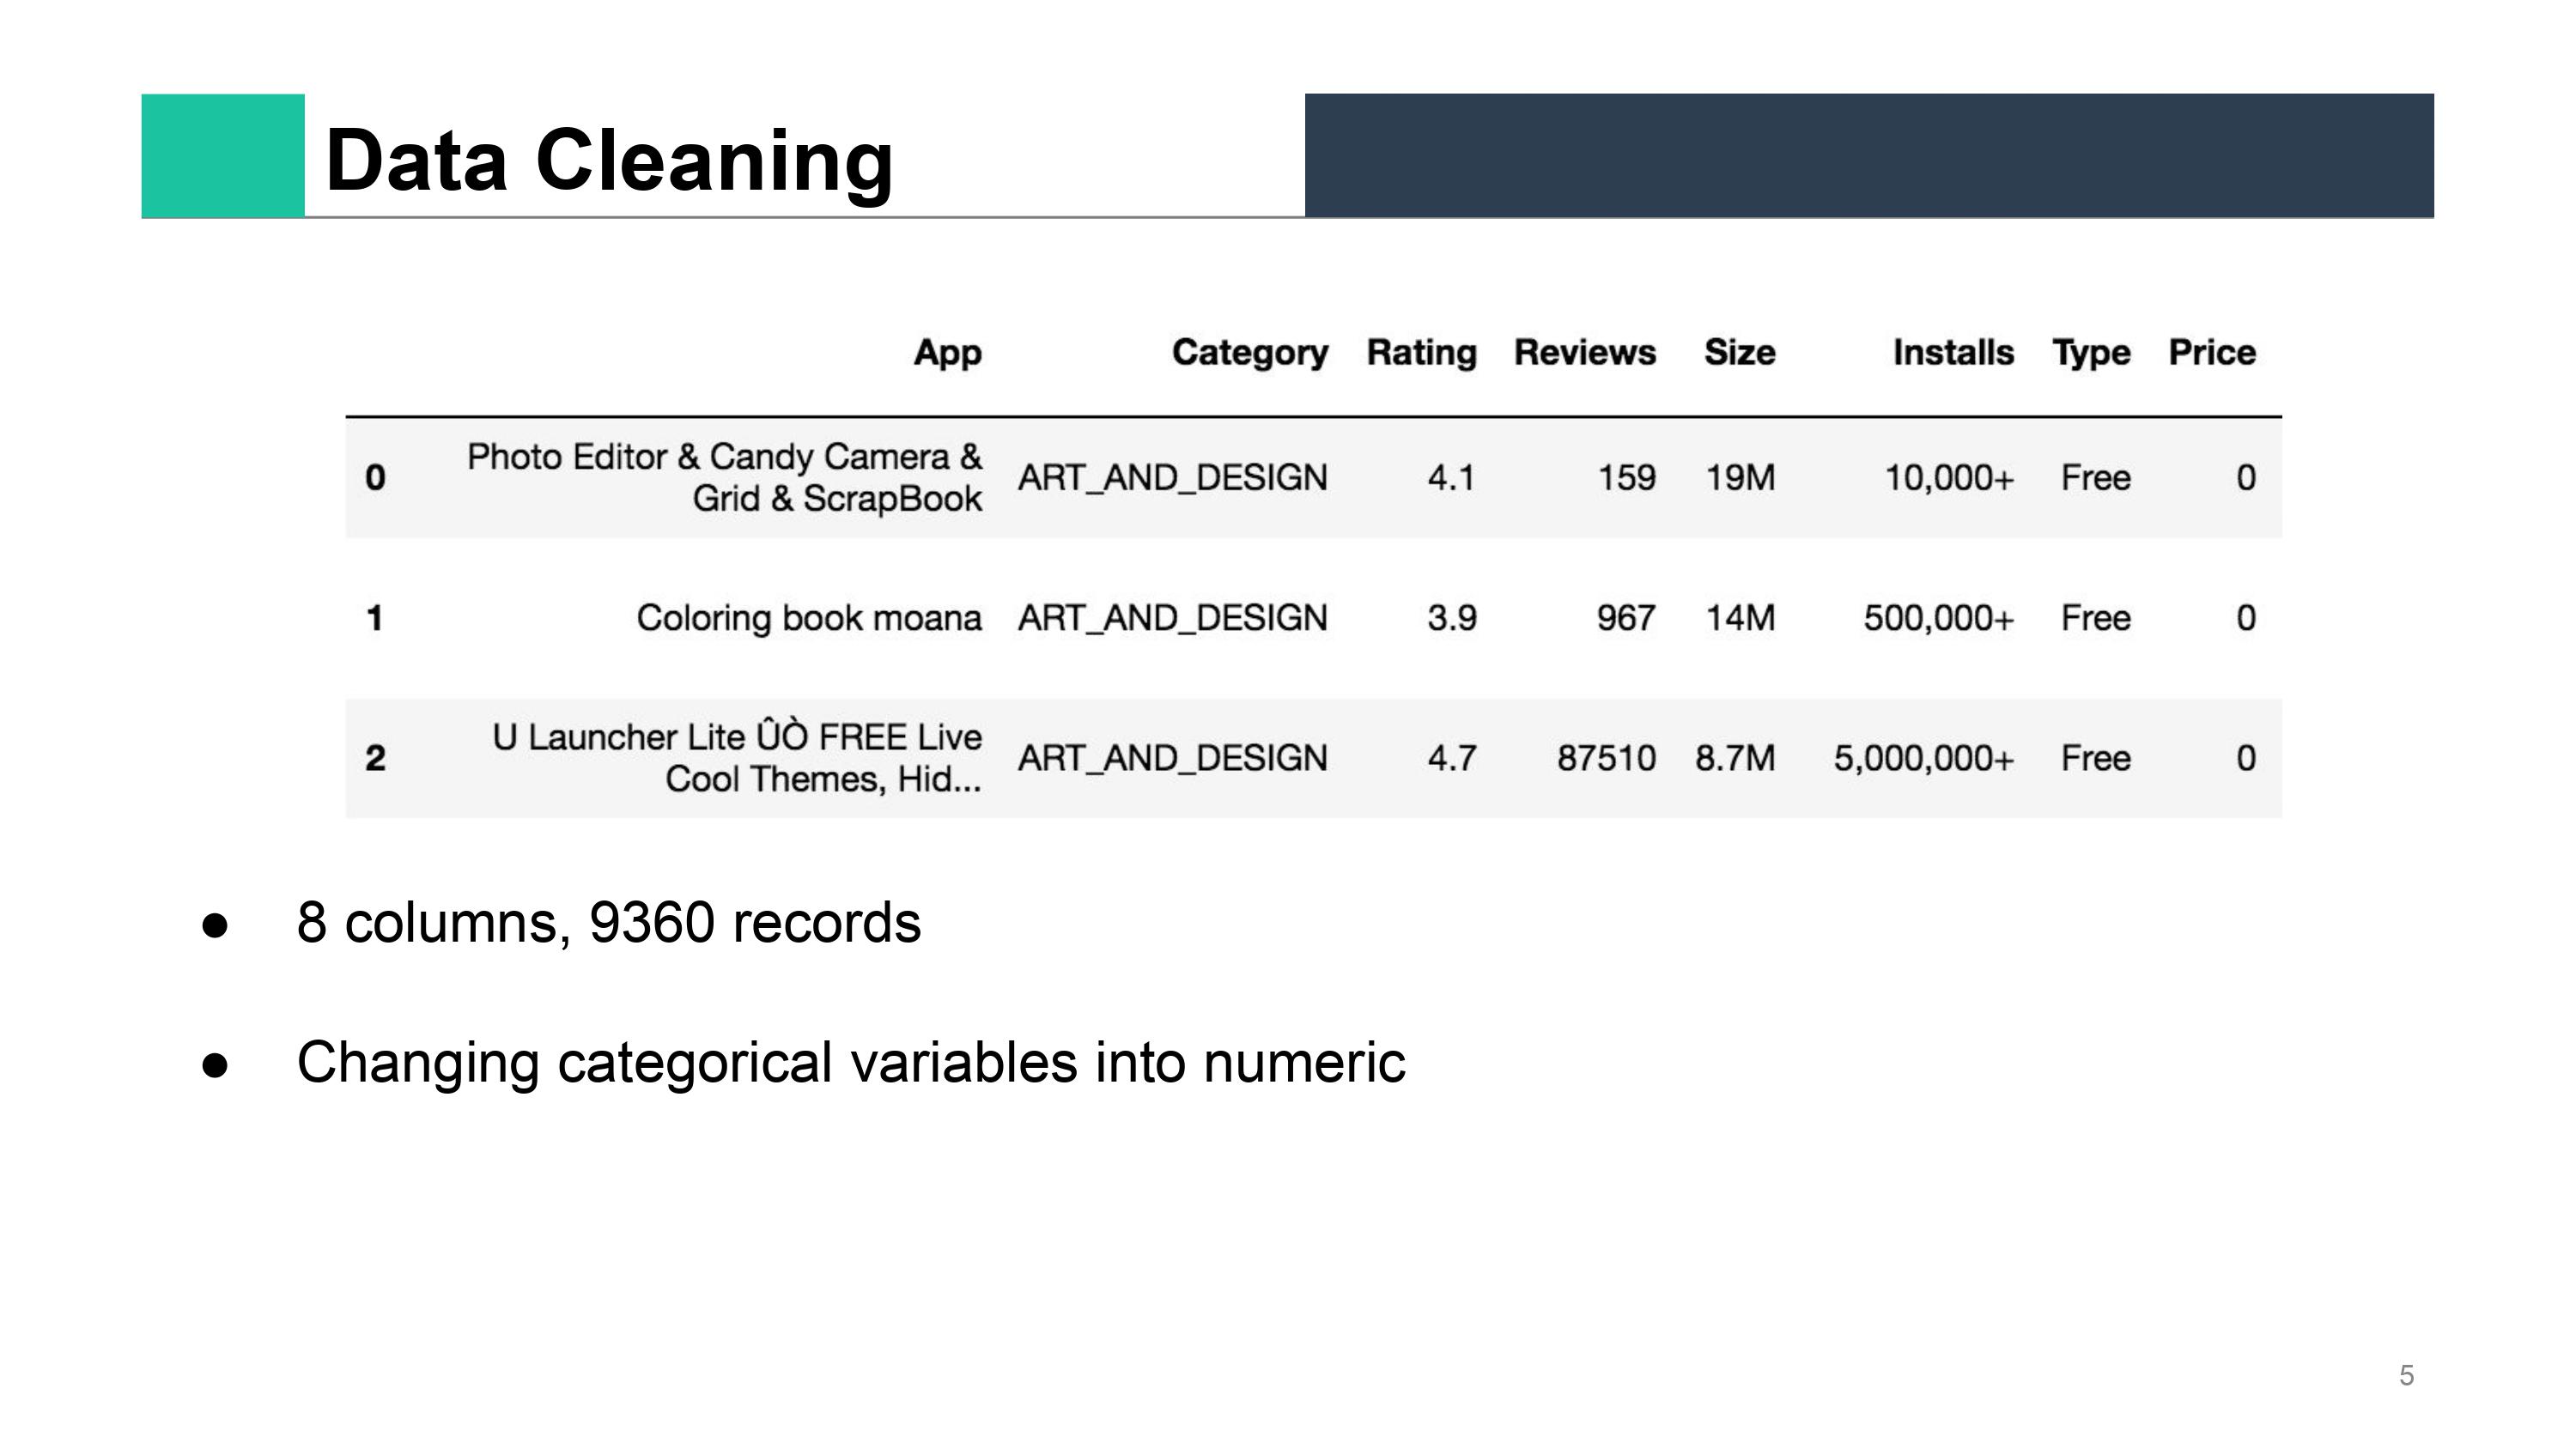 Data Cleaning
App Category Rating Reviews Size Installs Type Price
0 Photo Editor & Candy Camera & Grid & ScrapBook ART_AND_DESIGN 4.1 159 19M 10,000+ Free 0
1 Coloring book moana ART_AND_DESIGN 3.9 967 14M 500,000+ Free 0
2 U Launcher Lite ÛÒ FREE Live Cool Themes, Hid... ART_AND_DESIGN 4.7 87510 8.7M 5,000,000+ Free 0
● 8 columns, 9360 records
● Changing categorical variables into numeric
5